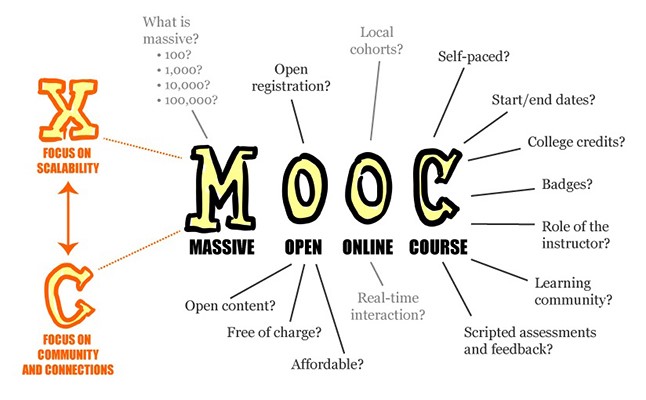 What is
massive?
• 100?
• 1,000?
• 10,000?
• 100,000?
Open
registration?
Local
cohorts?
Self-paced?
Start/end dates?
College credits?
Badges?
Role of the
instructor?
Learning
community?
Scripted assessments
and feedback?
X
FOCUS ON
SCALABILITY
C
FOCUS ON
COMMUNITY
AND CONNECTIONS
MOOC
MASSIVE OPEN ONLINE COURSE
Open content?
Free of charge?
Affordable?
Real-time
interaction?